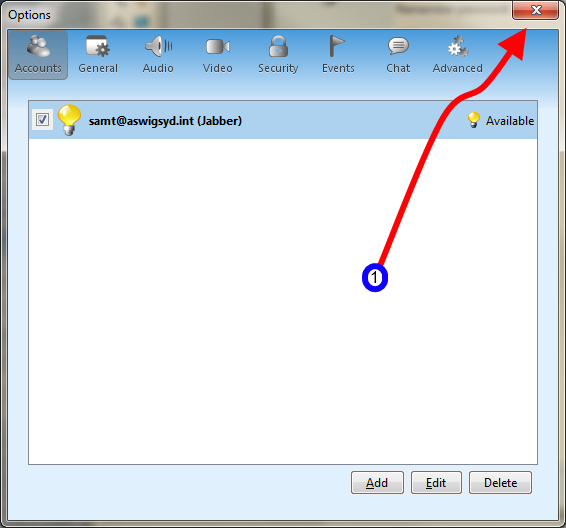 Options
Accounts General Audio Video Security Events Chat Advanced
samt@aswigsyd.int (Jabber) Available
1
Add Edit Delete